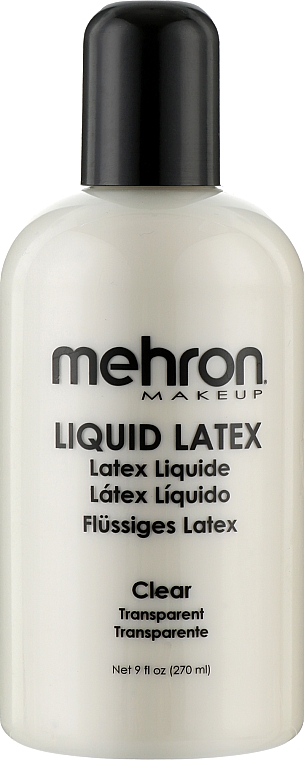 mehron
MAKEUP
LIQUID LATEX
Latex Liquide
Látex Líquido
Flüssiges Latex
Clear
Transparent
Transparente
Net 9 fl oz (270 ml)